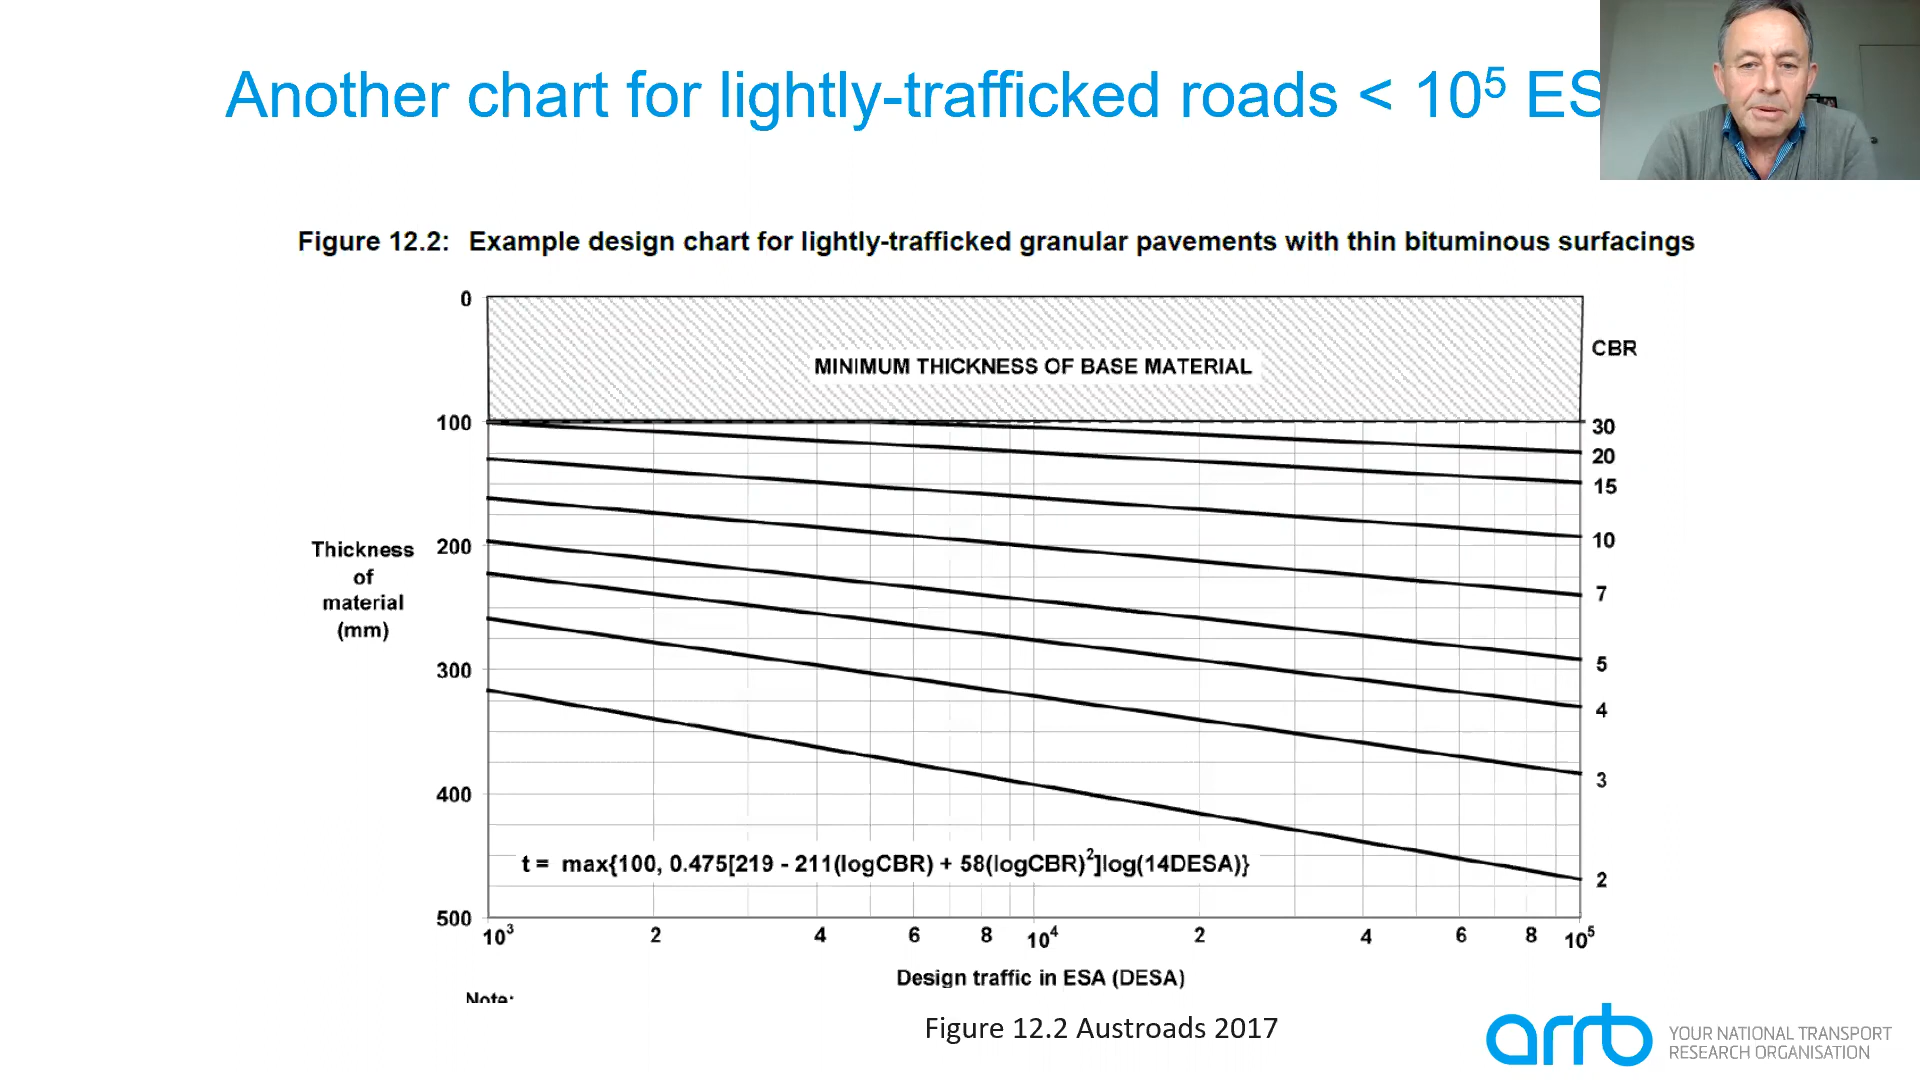 Another chart for lightly-trafficked roads < 10⁵ ES
Figure 12.2: Example design chart for lightly-trafficked granular pavements with thin bituminous surfacings
0
MINIMUM THICKNESS OF BASE MATERIAL
CBR
100
30
20
15
10
7
5
4
3
2
Thickness
of
material
(mm)
200
300
400
500
t = max{100, 0.475[219 - 211(logCBR) + 58(logCBR)²]log(14DESA)}
10³ 2 4 6 8 10⁴ 2 4 6 8 10⁵
Design traffic in ESA (DESA)
Note:
Figure 12.2 Austroads 2017
arrb
YOUR NATIONAL TRANSPORT
RESEARCH ORGANISATION